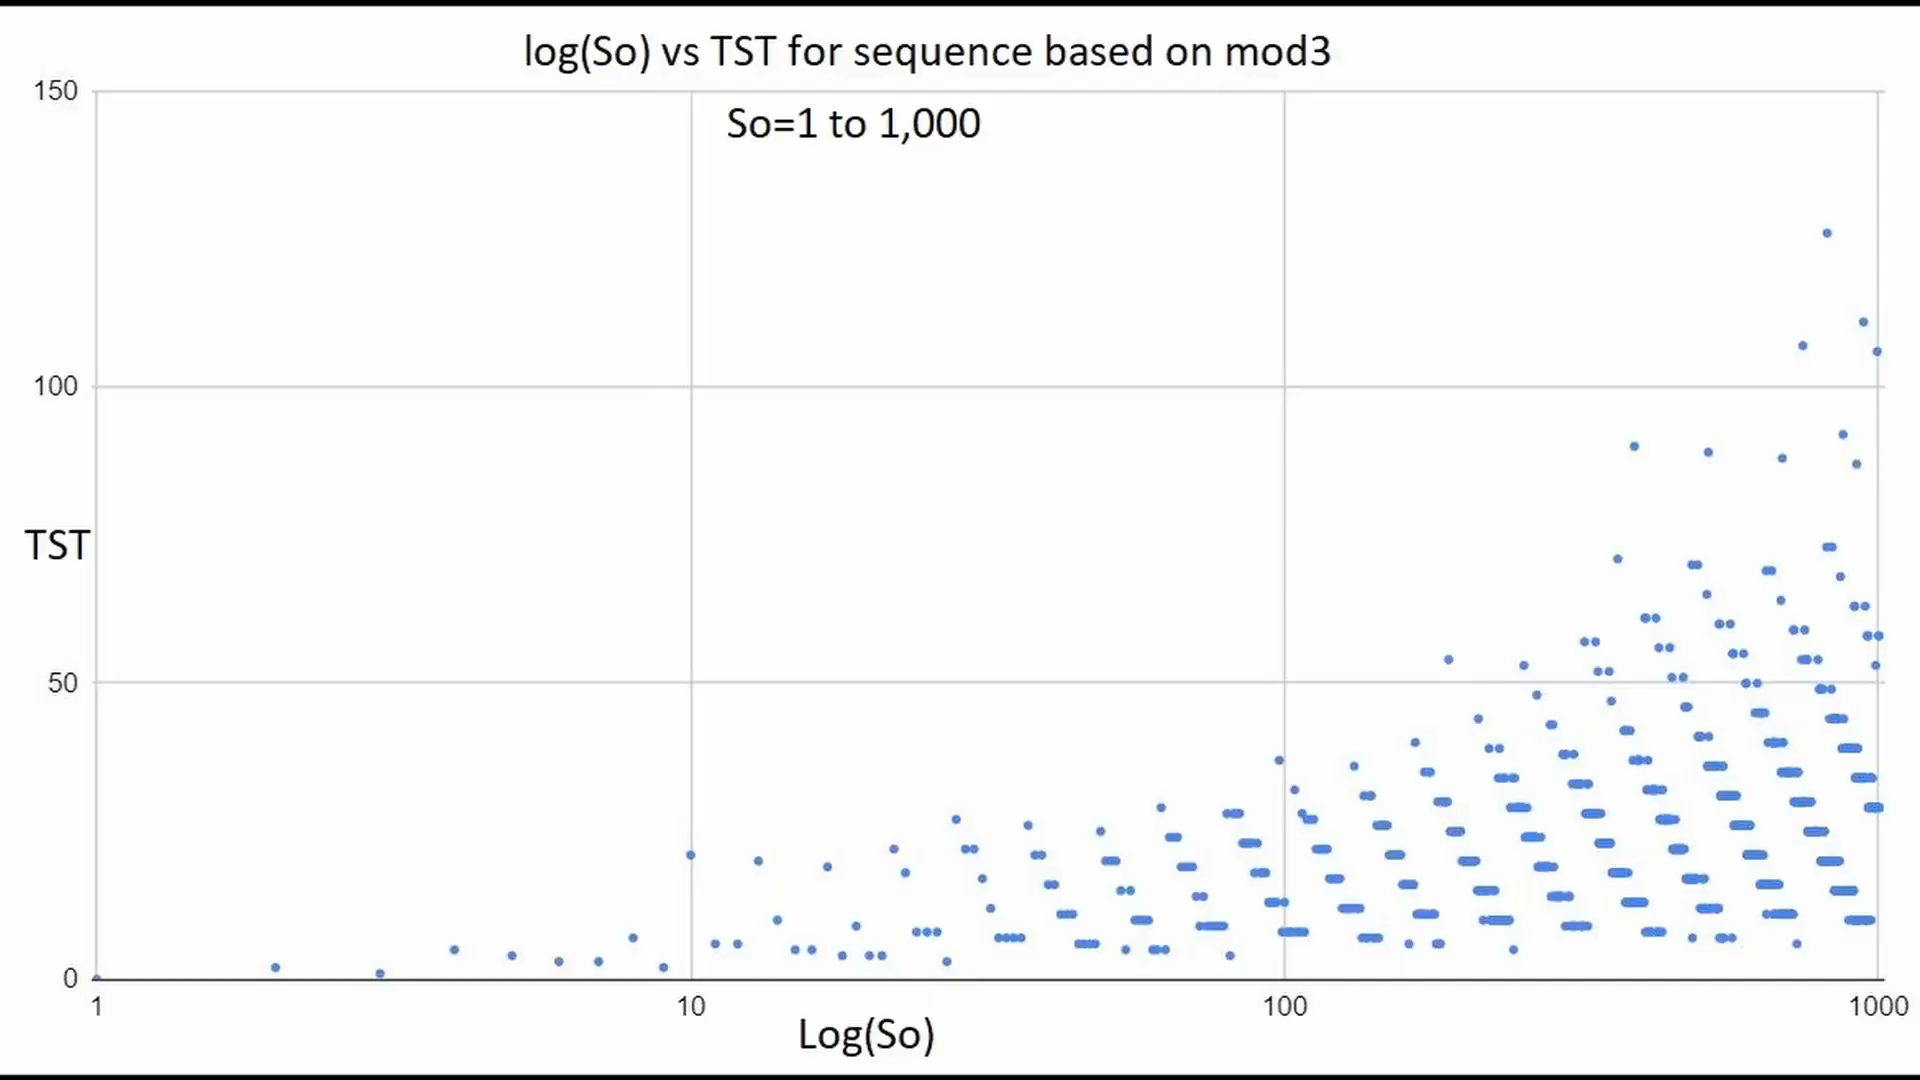 log(So) vs TST for sequence based on mod3
150
So=1 to 1,000
100
TST
50
0
1 10 100 1000
Log(So)